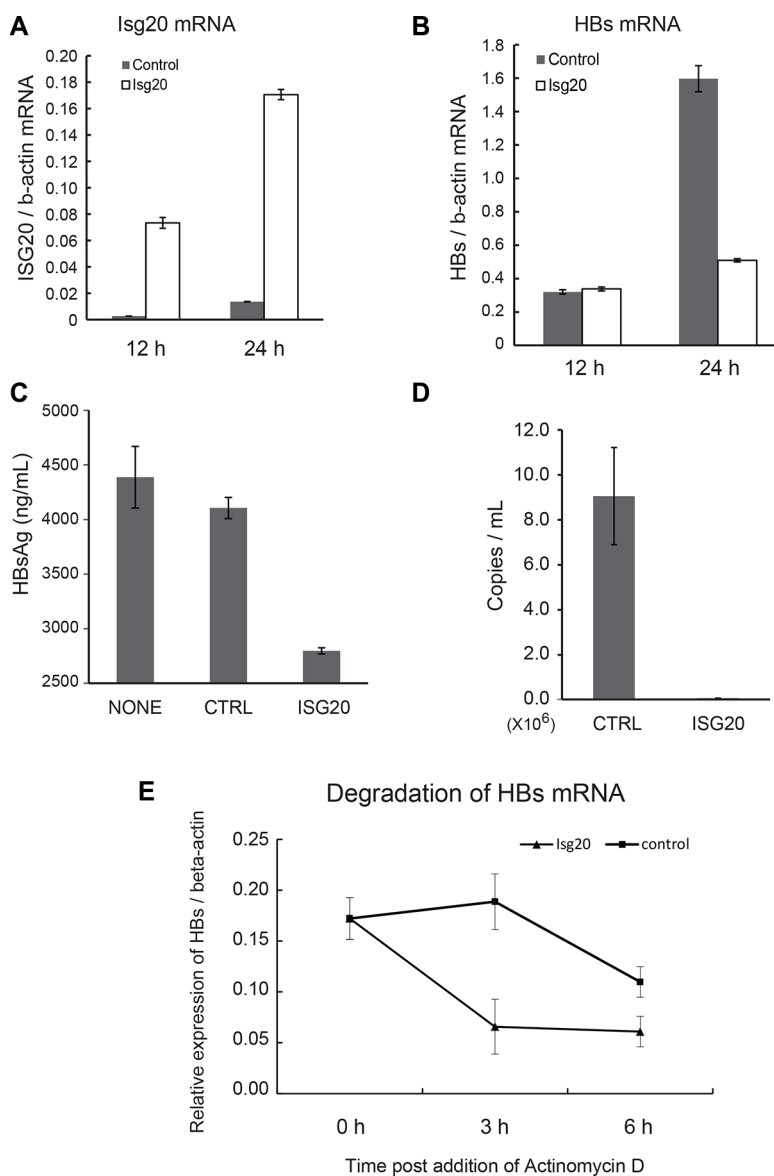 A
Isg20 mRNA
ISG20 / b-actin mRNA
0.20
0.18
0.16
0.14
0.12
0.10
0.08
0.06
0.04
0.02
0
Control
Isg20
12 h
24 h
B
HBs mRNA
HBs / b-actin mRNA
1.8
1.6
1.4
1.2
1.0
0.8
0.6
0.4
0.2
0
Control
Isg20
12 h
24 h
C
HBsAg (ng/mL)
5000
4500
4000
3500
3000
2500
NONE
CTRL
ISG20
D
Copies / mL
12.0
10.0
8.0
6.0
4.0
2.0
0.0
(X10⁶)
CTRL
ISG20
E
Degradation of HBs mRNA
Relative expression of HBs / beta-actin
0.25
0.20
0.15
0.10
0.05
0.00
Isg20
control
0 h
3 h
6 h
Time post addition of Actinomycin D